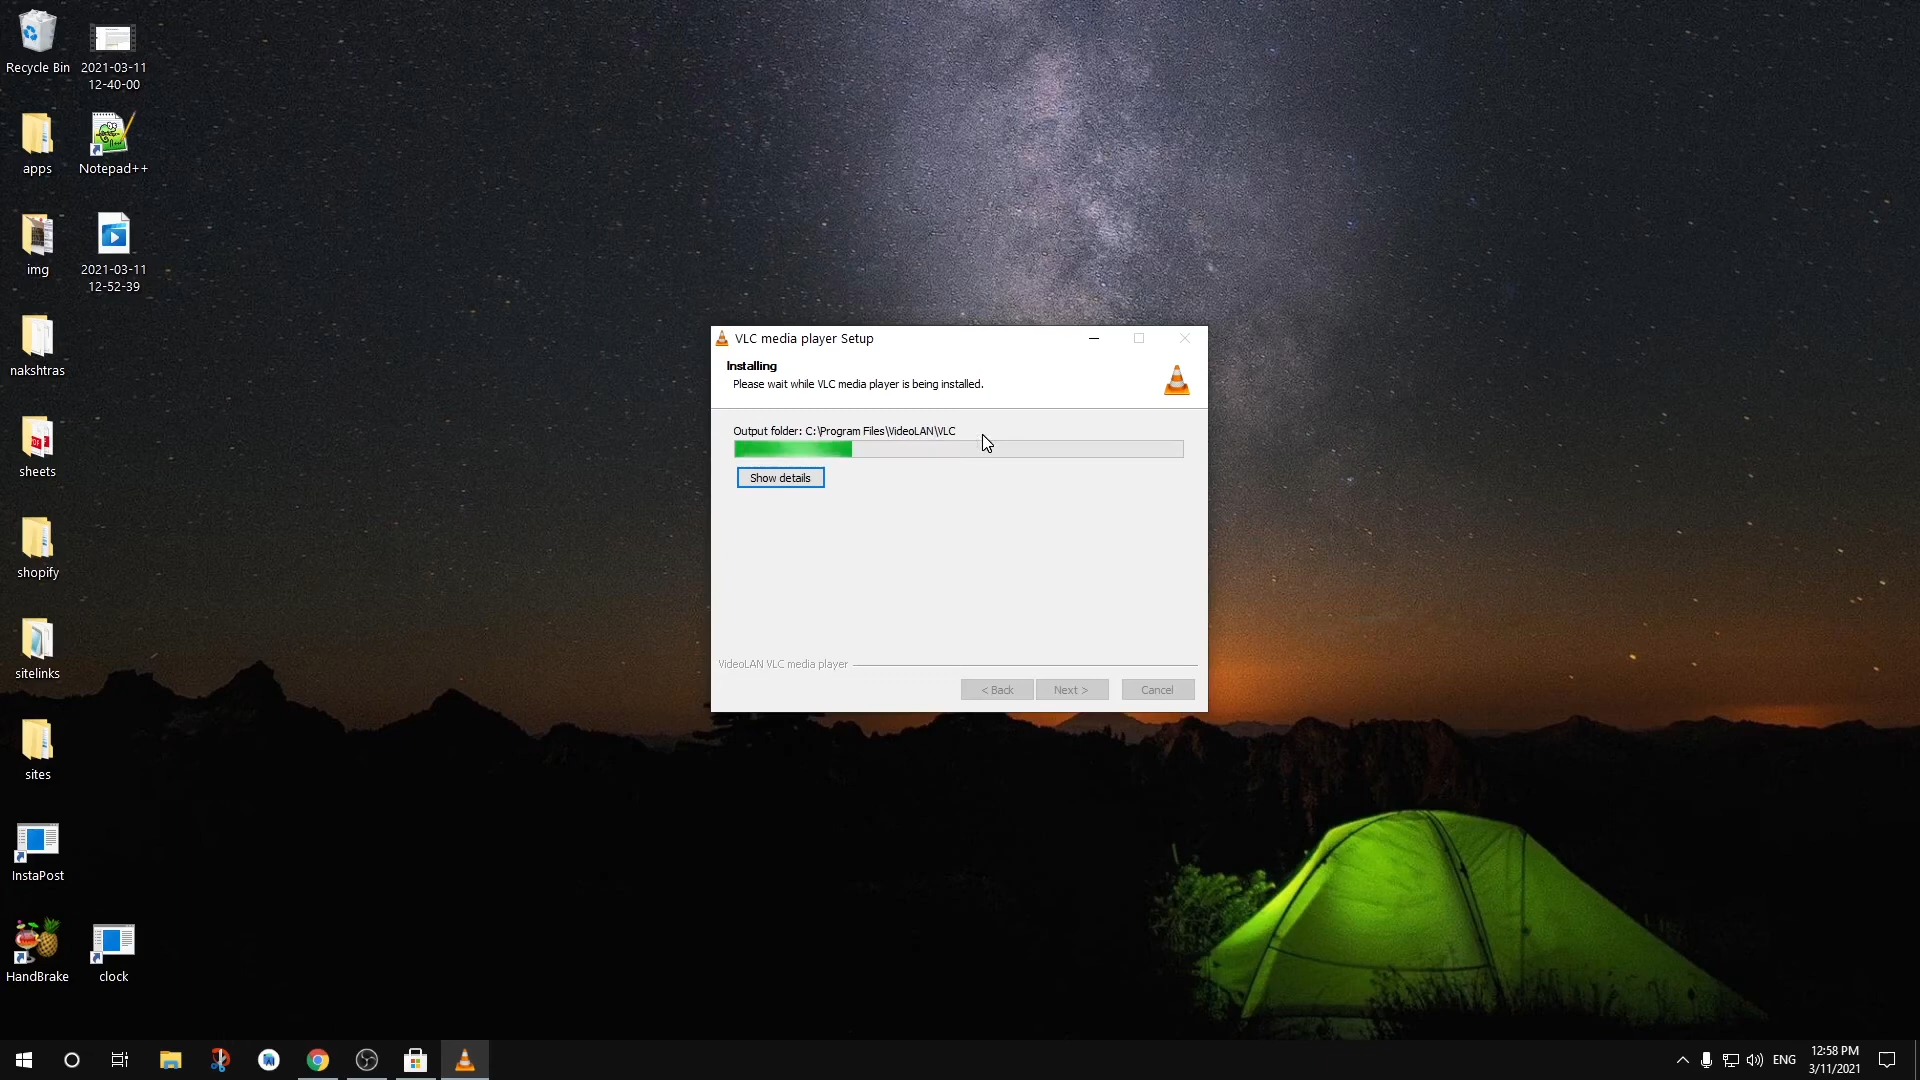 Recycle Bin
2021-03-11
12-40-00
apps
Notepad++
img
2021-03-11
12-52-39
nakshtras
sheets
shopify
sitelinks
sites
InstaPost
HandBrake
clock
VLC media player Setup
Installing
Please wait while VLC media player is being installed.
Output folder: C:\Program Files\VideoLAN\VLC
Show details
VideoLAN VLC media player
< Back
Next >
Cancel
ENG
12:58 PM
3/11/2021